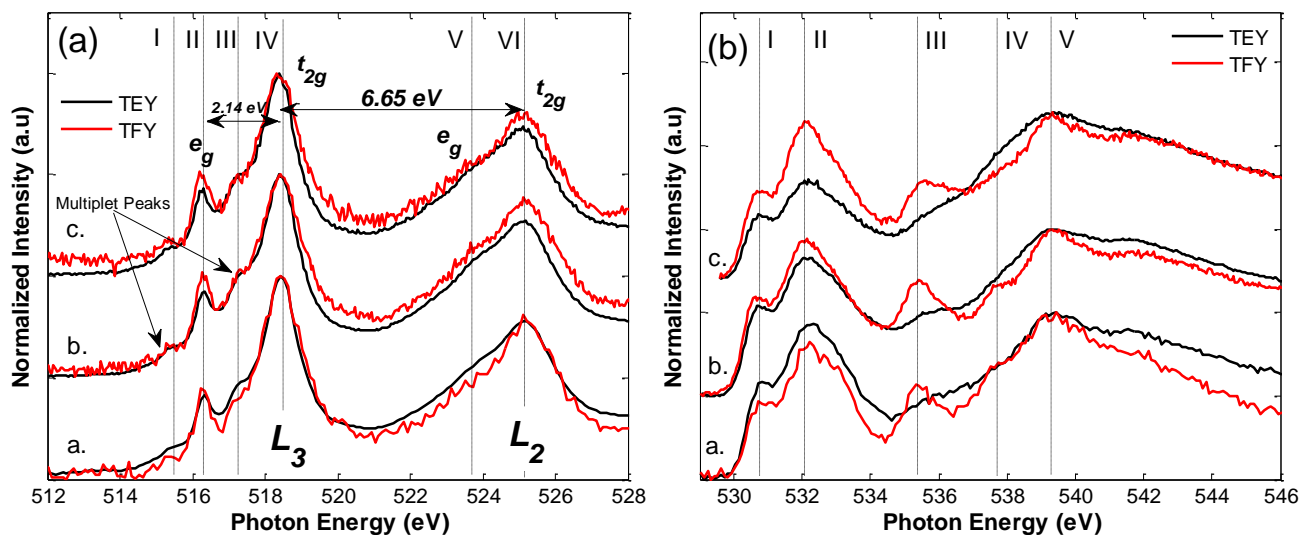 (a)
I II III IV V VI
TEY
TFY
t2g
2.14 eV
6.65 eV
t2g
eg
eg
Multiplet Peaks
c.
b.
a.
L3
L2
Normalized Intensity (a.u)
512 514 516 518 520 522 524 526 528
Photon Energy (eV)
(b)
I II III IV V
TEY
TFY
c.
b.
a.
Normalized Intensity (a.u)
530 532 534 536 538 540 542 544 546
Photon Energy (eV)